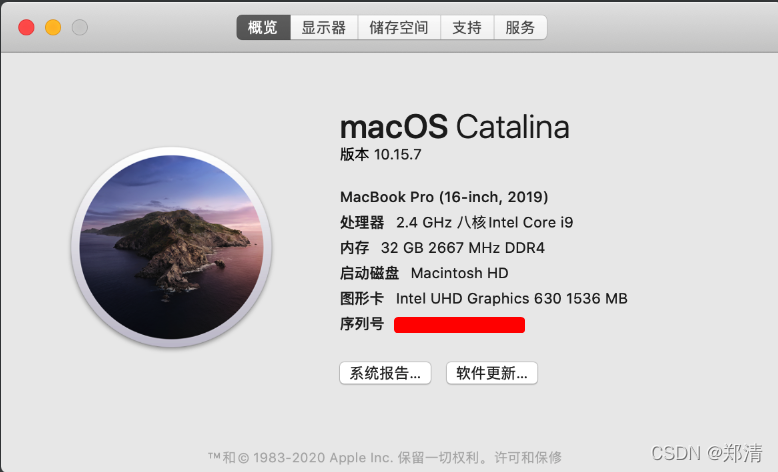 概览 显示器 储存空间 支持 服务
macOS Catalina
版本 10.15.7
MacBook Pro (16-inch, 2019)
处理器 2.4 GHz 八核Intel Core i9
内存 32 GB 2667 MHz DDR4
启动磁盘 Macintosh HD
图形卡 Intel UHD Graphics 630 1536 MB
序列号
系统报告... 软件更新...
™和© 1983-2020 Apple Inc. 保留一切权利。许可和保修
CSDN @郑清